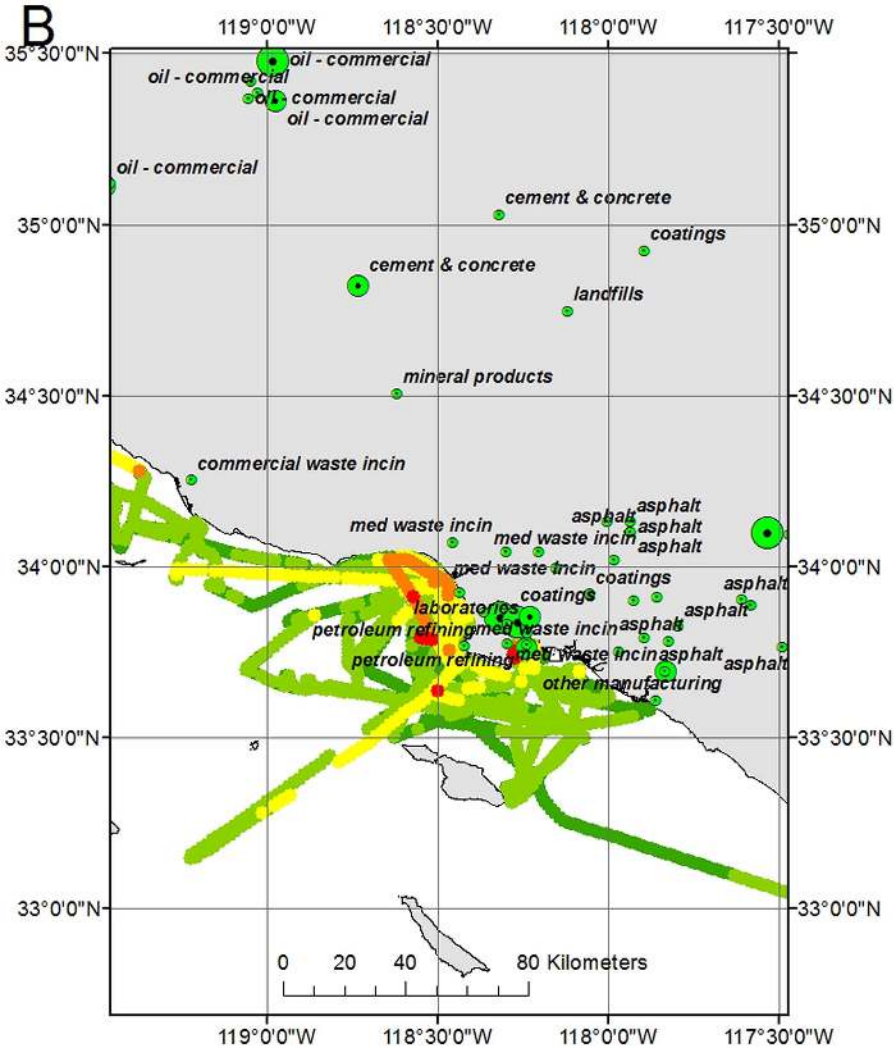 B
119°0'0"W 118°30'0"W 118°0'0"W 117°30'0"W
35°30'0"N 35°30'0"N
oil - commercial
oil - commercial
oil - commercial
oil - commercial
oil - commercial
cement & concrete
35°0'0"N 35°0'0"N
coatings
cement & concrete
landfills
mineral products
34°30'0"N 34°30'0"N
commercial waste incin
asphalt
asphalt
med waste incin
asphalt
med waste incin
asphalt
34°0'0"N 34°0'0"N
med waste incin
coatings
asphalt
coatings
laboratories
asphalt
petroleum refining
med waste incin
asphalt
petroleum refining
med waste incin
asphalt
asphalt
other manufacturing
33°30'0"N 33°30'0"N
33°0'0"N 33°0'0"N
0 20 40 80 Kilometers
119°0'0"W 118°30'0"W 118°0'0"W 117°30'0"W